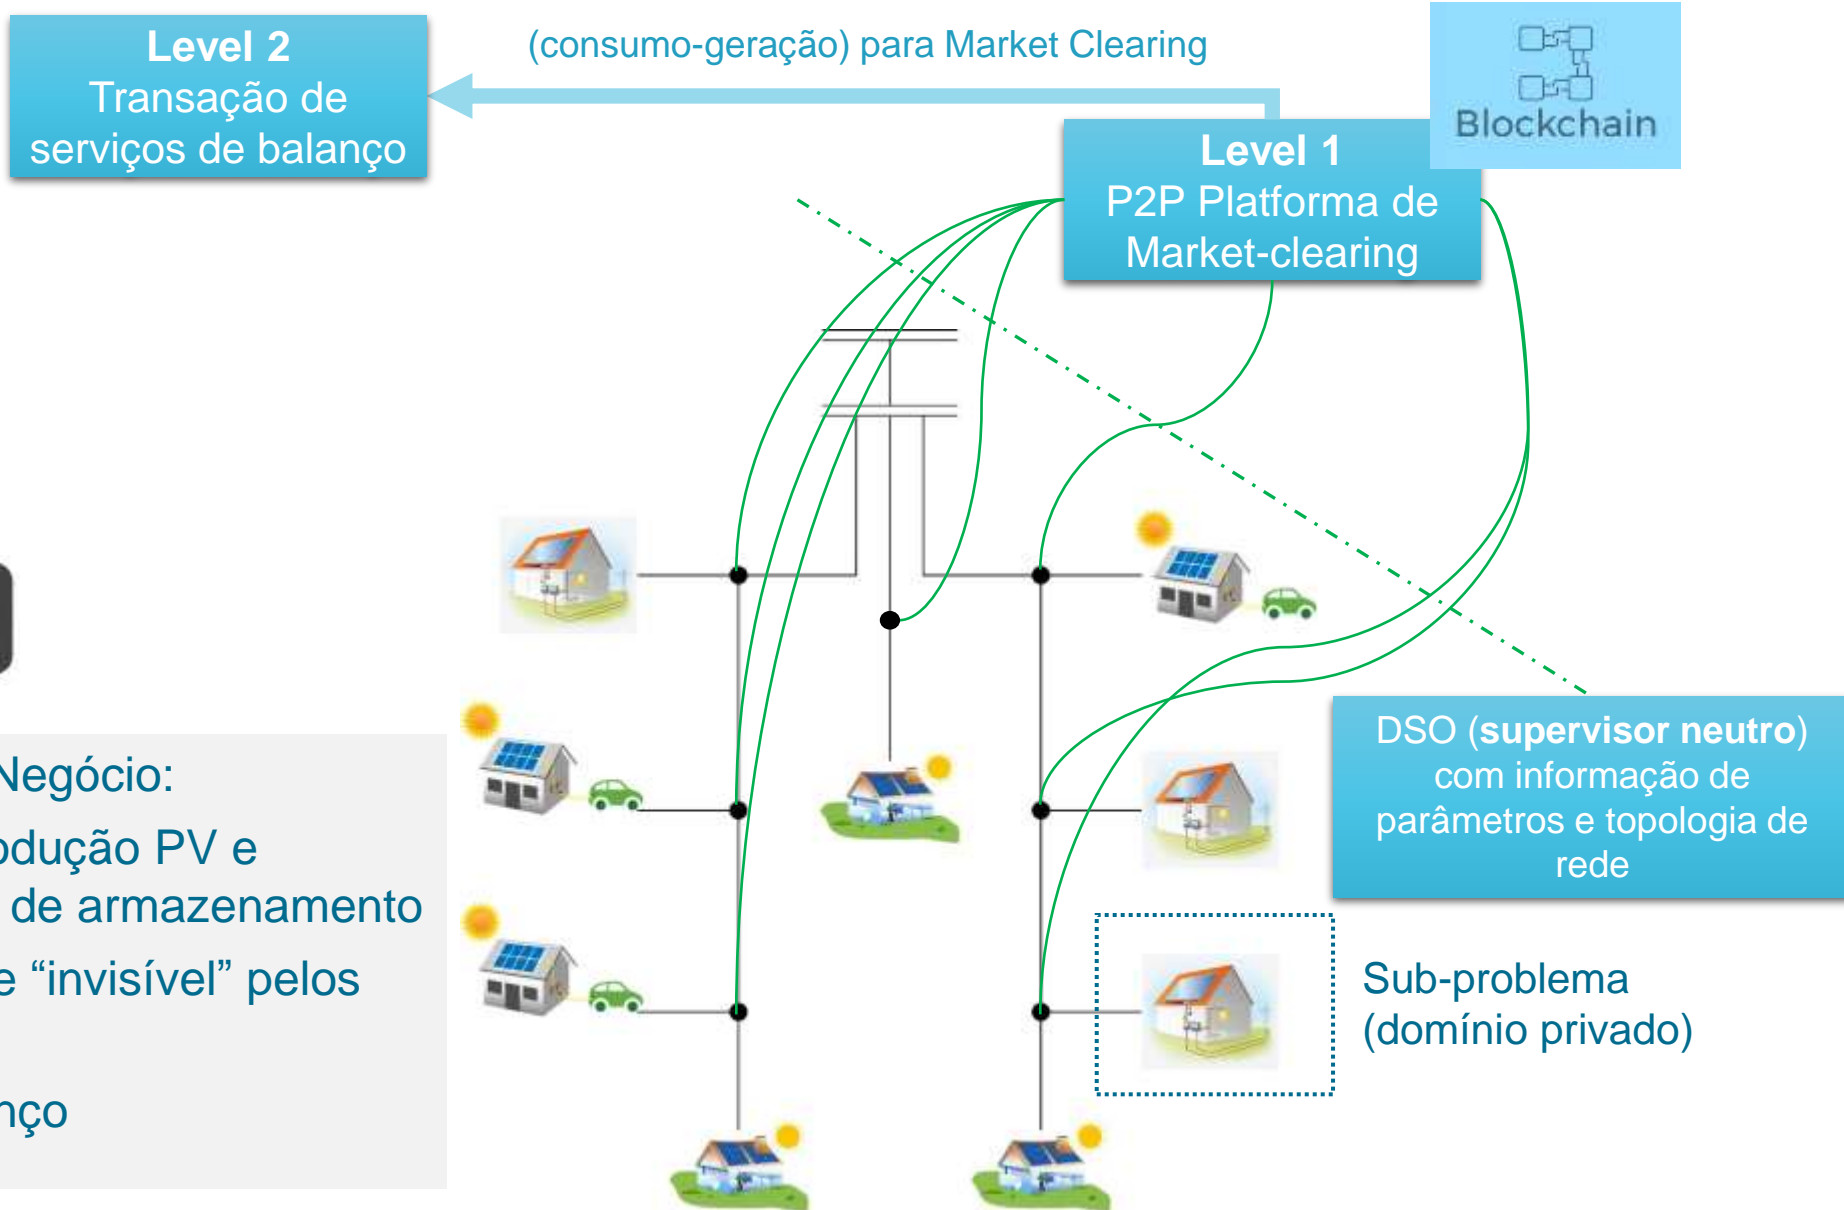 Level 2
Transação de
serviços de balanço
(consumo-geração) para Market Clearing
Blockchain
Level 1
P2P Platforma de
Market-clearing
DSO (supervisor neutro)
com informação de
parâmetros e topologia de
rede
Negócio:
odução PV e
de armazenamento
e “invisível” pelos
nço
Sub-problema
(domínio privado)